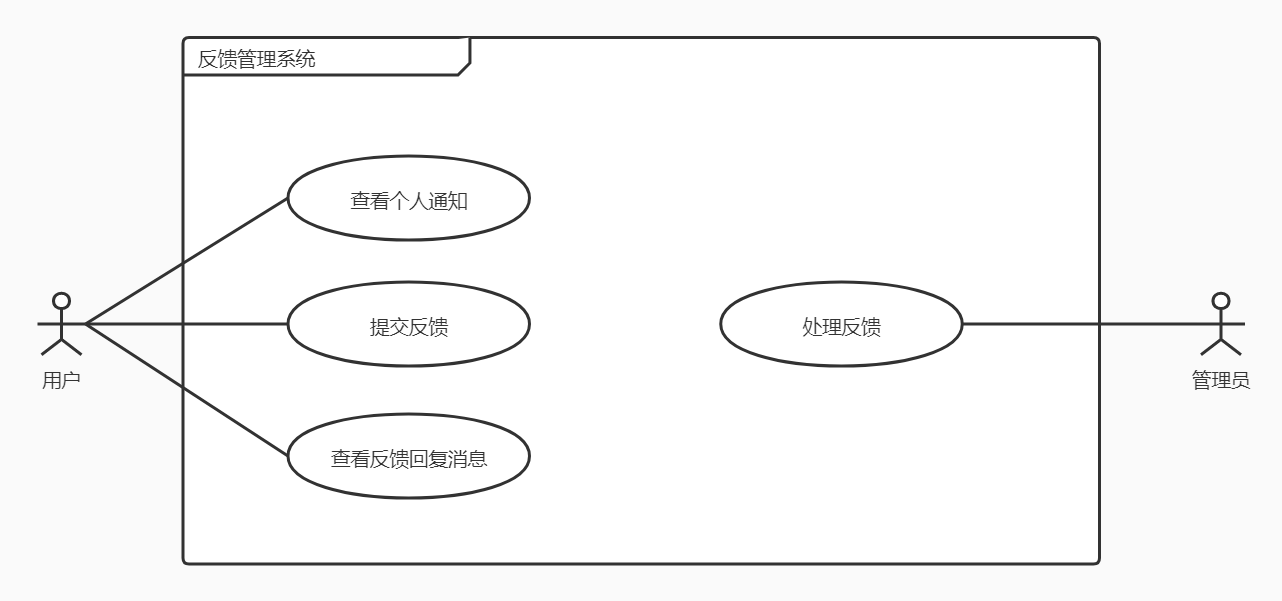 反馈管理系统
查看个人通知
提交反馈
处理反馈
用户
管理员
查看反馈回复消息